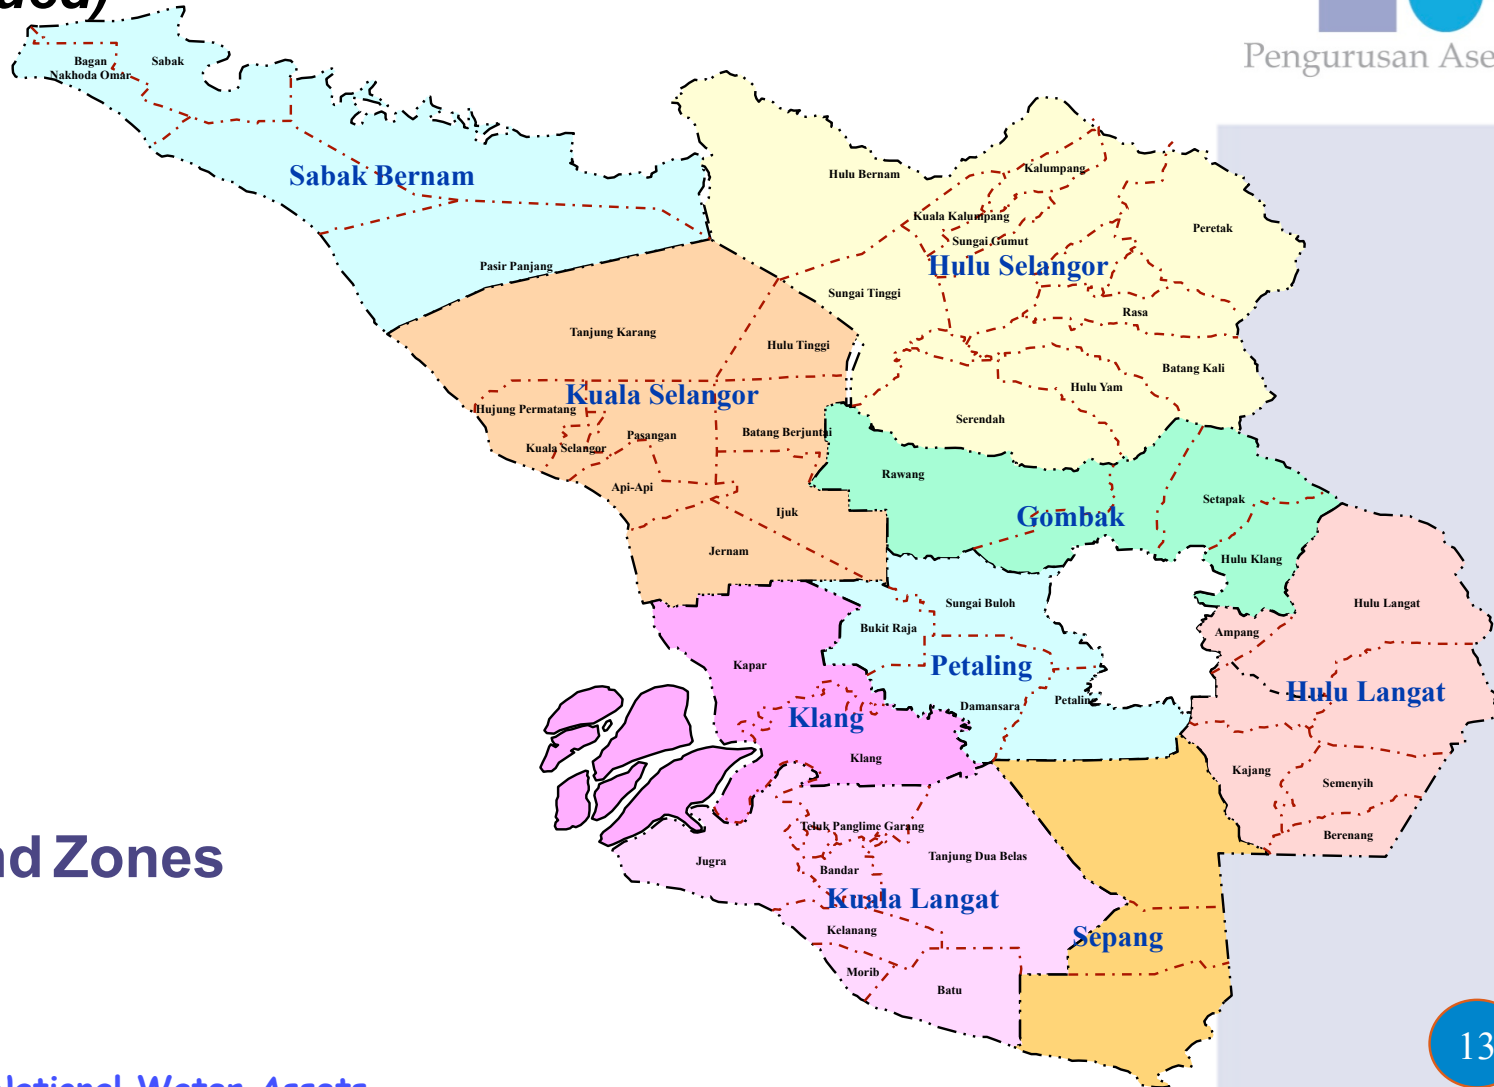 Pengurusan Ase
Bagan
Nakhoda Omar
Sabak
Sabak Bernam
Pasir Panjang
Hulu Bernam
Kalumpang
Kuala Kalumpang
Sungai Gumut
Peretak
Hulu Selangor
Sungai Tinggi
Rasa
Tanjung Karang
Hulu Tinggi
Batang Kali
Hulu Yam
Kuala Selangor
Hujung Permatang
Serendah
Pasangan
Batang Berjuntai
Kuala Selangor
Rawang
Api-Api
Setapak
Ijuk
Gombak
Jernam
Hulu Klang
Sungai Buloh
Hulu Langat
Bukit Raja
Ampang
Kapar
Petaling
Hulu Langat
Damansara
Petaling
Klang
Klang
Kajang
Semenyih
Teluk Panglime Garang
Berenang
Jugra
Tanjung Dua Belas
Bandar
Kuala Langat
Kelanang
Sepang
Morib
Batu
nd Zones
National Water Assets
13